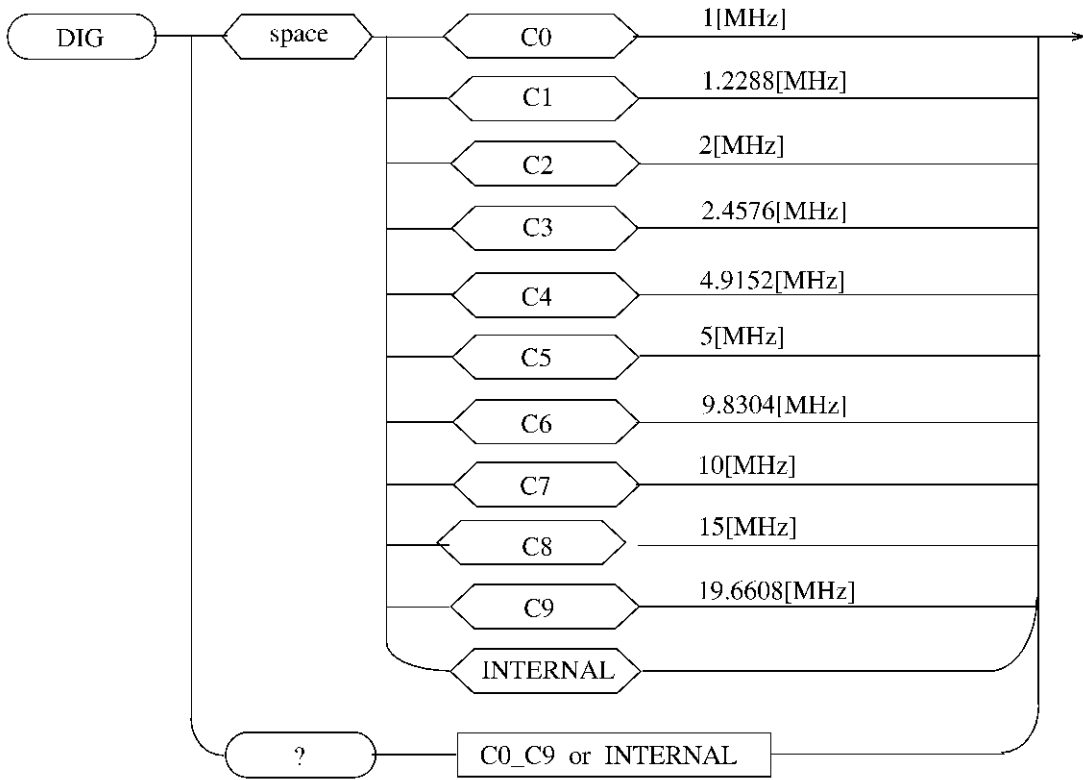 DIG space C0 1[MHz]
C1 1.2288[MHz]
C2 2[MHz]
C3 2.4576[MHz]
C4 4.9152[MHz]
C5 5[MHz]
C6 9.8304[MHz]
C7 10[MHz]
C8 15[MHz]
C9 19.6608[MHz]
INTERNAL
? C0_C9 or INTERNAL